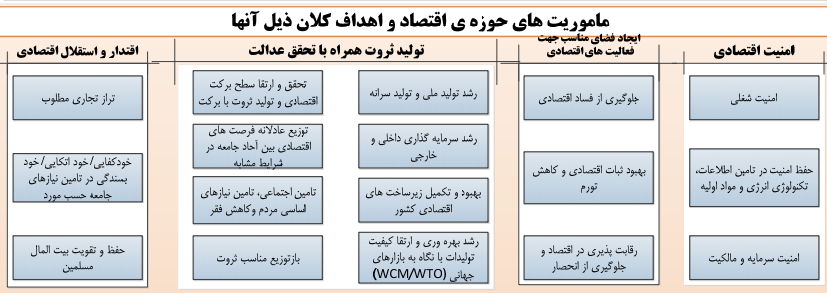 ماموریت های حوزه ی اقتصاد و اهداف کلان ذیل آنها
امنیت اقتصادی
امنیت شغلی
حفظ امنیت در تامین اطلاعات،
تکنولوژی انرژی و مواد اولیه
امنیت سرمایه و مالکیت
ایجاد فضای مناسب جهت
فعالیت های اقتصادی
جلوگیری از فساد اقتصادی
بهبود ثبات اقتصادی و کاهش
تورم
رقابت پذیری در اقتصاد و
جلوگیری از انحصار
تولید ثروت همراه با تحقق عدالت
رشد تولید ملی و تولید سرانه
رشد سرمایه گذاری داخلی و
خارجی
بهبود و تکمیل زیرساخت های
اقتصادی کشور
رشد بهره وری و ارتقا کیفیت
تولیدات با نگاه به بازارهای
جهانی (WCM/WTO)
تحقق و ارتقا سطح برکت
اقتصادی و تولید ثروت با برکت
توزیع عادلانه فرصت های
اقتصادی بین آحاد جامعه در
شرایط مشابه
تامین اجتماعی، تامین نیازهای
اساسی مردم وکاهش فقر
بازتوزیع مناسب ثروت
اقتدار و استقلال اقتصادی
تراز تجاری مطلوب
خودکفایی/خود اتکایی/خود
بسندگی در تامین نیازهای
جامعه حسب مورد
حفظ و تقویت بیت المال
مسلمین